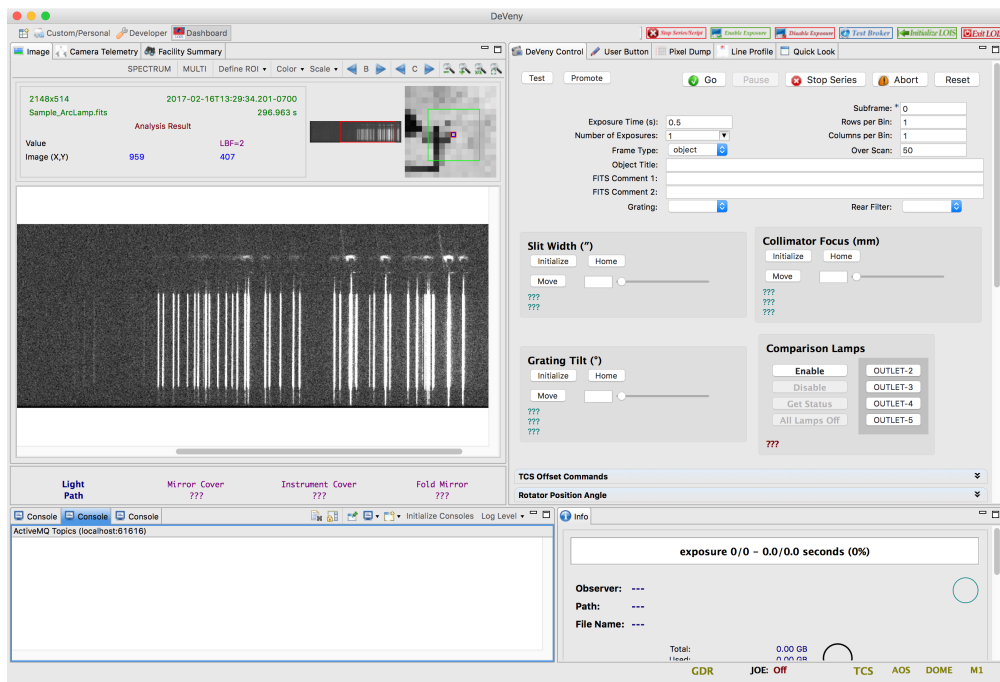 DeVeny
Custom/Personal Developer Dashboard
Stop Series/Script Enable Exposure Disable Exposure Test Broker Initialize LOIS Exit LOI
Image Camera Telemetry Facility Summary
SPECTRUM MULTI Define ROI Color Scale B C
2148x514 2017-02-16T13:29:34.201-0700
Sample_ArcLamp.fits 296.963 s
Analysis Result
Value LBF=2
Image (X,Y) 959 407
Light Path
Mirror Cover ???
Instrument Cover ???
Fold Mirror ???
DeVeny Control User Button Pixel Dump Line Profile Quick Look
Test Promote Go Pause Stop Series Abort Reset
Subframe: * 0
Exposure Time (s): 0.5 Rows per Bin: 1
Number of Exposures: 1 Columns per Bin: 1
Frame Type: object Over Scan: 50
Object Title:
FITS Comment 1:
FITS Comment 2:
Grating: Rear Filter:
Slit Width (″)
Initialize Home
Move
???
???
Collimator Focus (mm)
Initialize Home
Move
???
???
???
Grating Tilt (°)
Initialize Home
Move
???
???
???
Comparison Lamps
Enable OUTLET-2
Disable OUTLET-3
Get Status OUTLET-4
All Lamps Off OUTLET-5
???
TCS Offset Commands
Rotator Position Angle
Console Console Console Initialize Consoles Log Level
ActiveMQ Topics (localhost:61616)
Info
exposure 0/0 – 0.0/0.0 seconds (0%)
Observer: ---
Path: ---
File Name: ---
Total: 0.00 GB
Used: 0.00 GB
GDR JOE: Off TCS AOS DOME M1